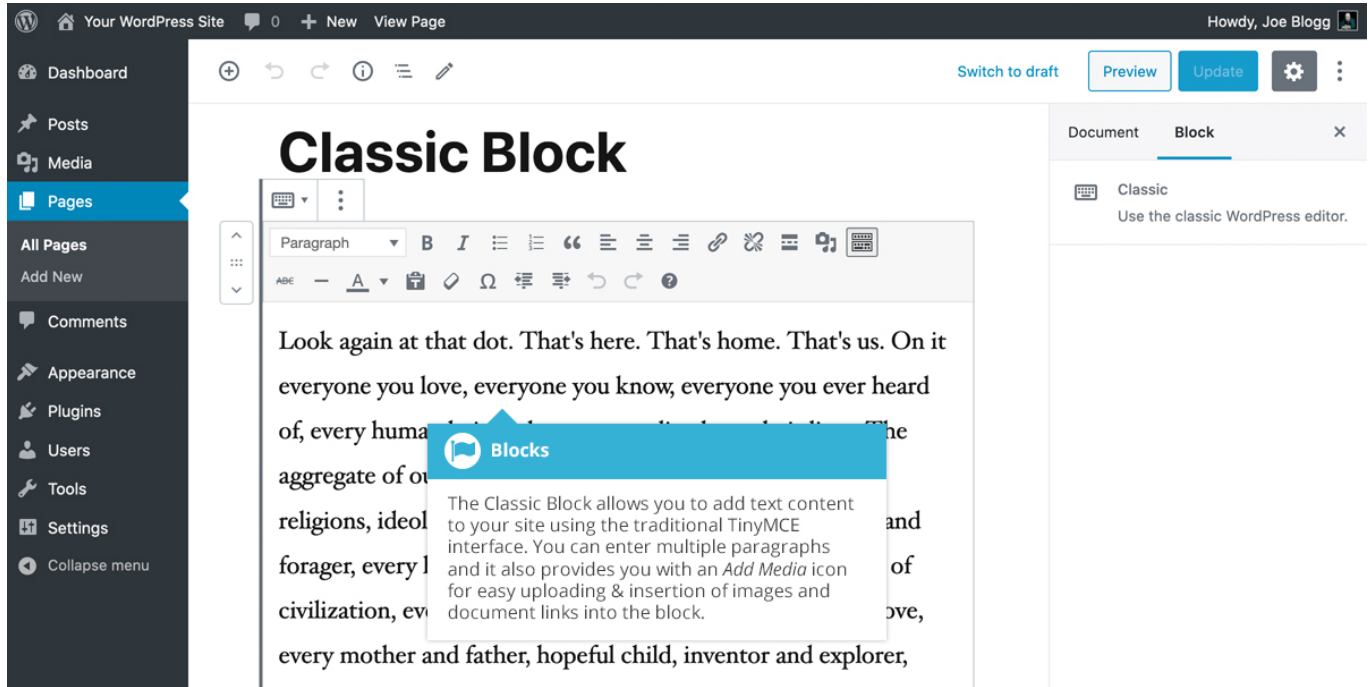 Your WordPress Site 0 New View Page Howdy, Joe Blogg
Dashboard
Posts
Media
Pages
All Pages
Add New
Comments
Appearance
Plugins
Users
Tools
Settings
Collapse menu
Switch to draft Preview Update
Classic Block
Paragraph B I
ABC A Ω
Look again at that dot. That's here. That's home. That's us. On it
everyone you love, everyone you know, everyone you ever heard
of, every
aggregate of
religions, and
forager, every of
civilization,
every mother and father, hopeful child, inventor and explorer,
Blocks
The Classic Block allows you to add text content
to your site using the traditional TinyMCE
interface. You can enter multiple paragraphs
and it also provides you with an Add Media icon
for easy uploading & insertion of images and
document links into the block.
Document Block
Classic
Use the classic WordPress editor.